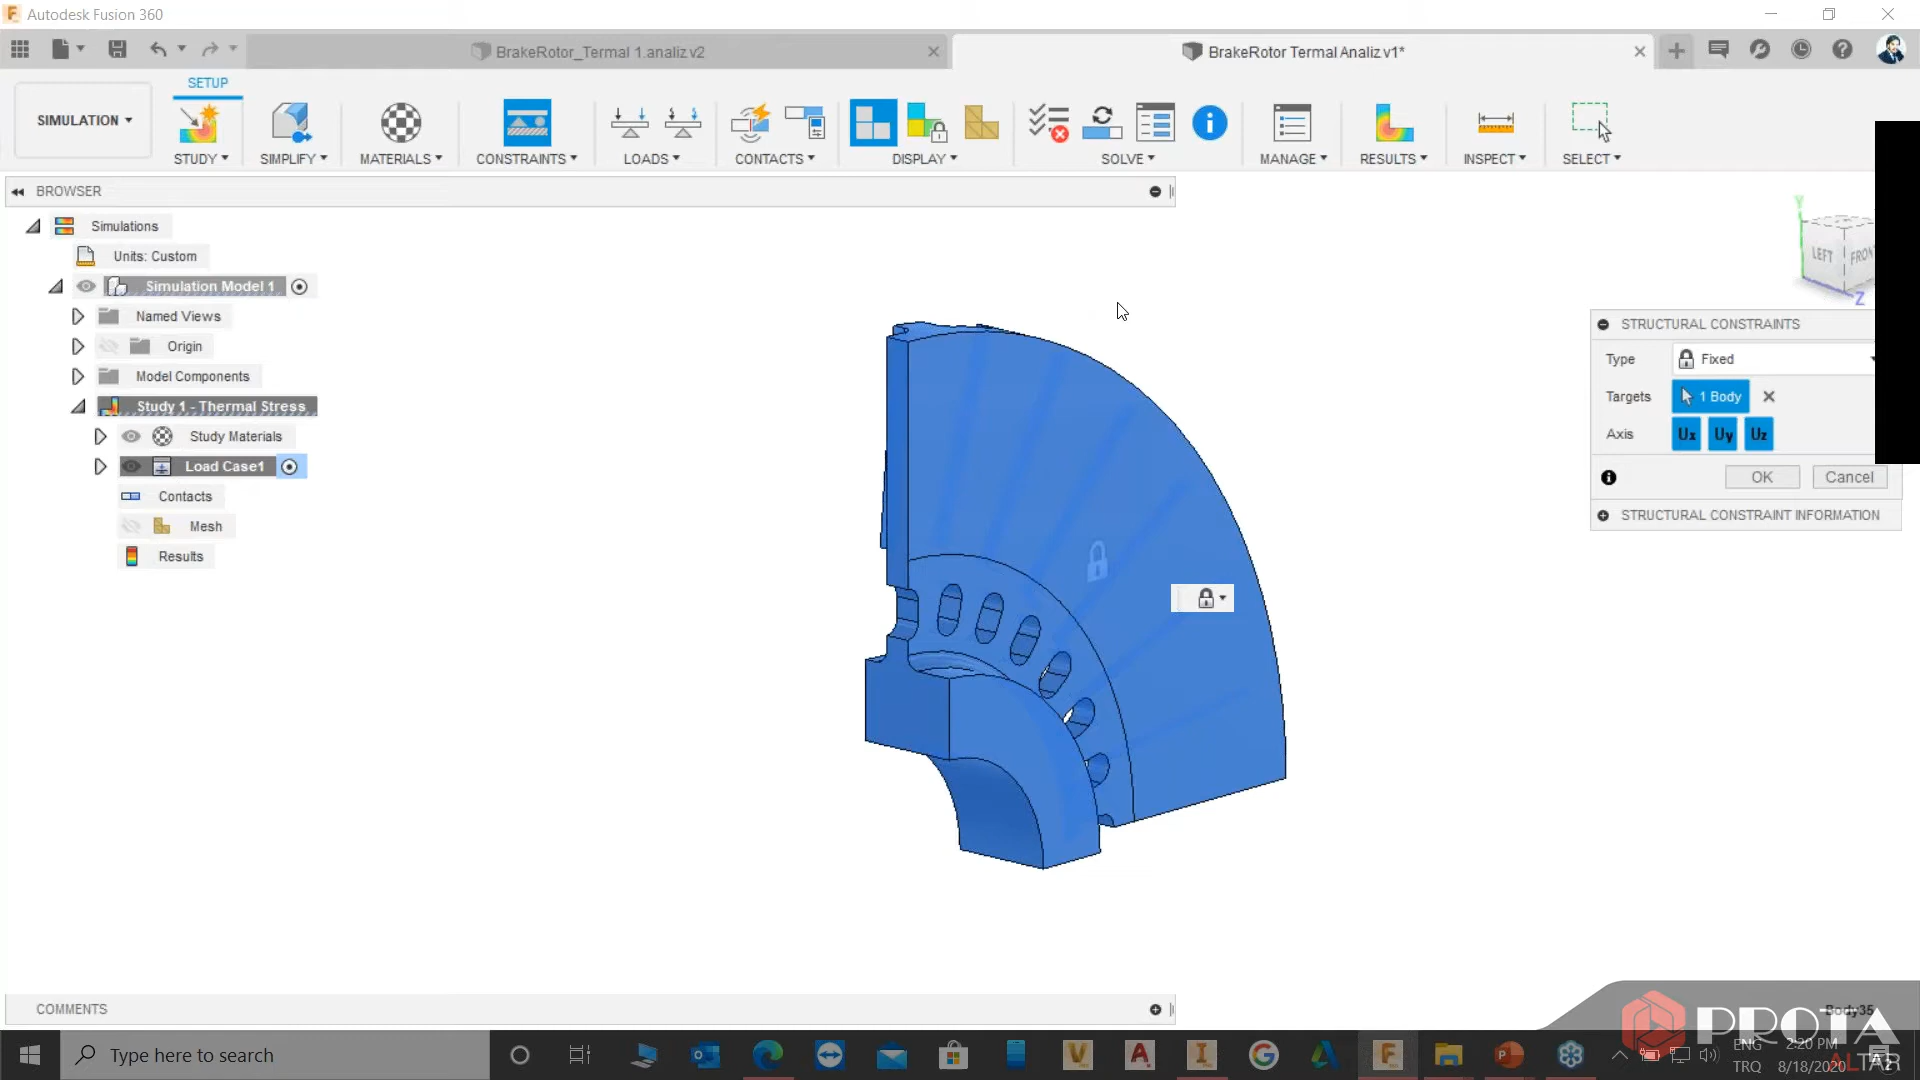 Autodesk Fusion 360
BrakeRotor_Termal 1.analiz v2
BrakeRotor Termal Analiz v1*
SETUP
SIMULATION
STUDY
SIMPLIFY
MATERIALS
CONSTRAINTS
LOADS
CONTACTS
DISPLAY
SOLVE
MANAGE
RESULTS
INSPECT
SELECT
BROWSER
Simulations
Units: Custom
Simulation Model 1
Named Views
Origin
Model Components
Study 1 - Thermal Stress
Study Materials
Load Case1
Contacts
Mesh
Results
Y
LEFT
Z
STRUCTURAL CONSTRAINTS
Type
Fixed
Targets
1 Body
Axis
Ux
Uy
Uz
OK
Cancel
STRUCTURAL CONSTRAINT INFORMATION
COMMENTS
Body35
PROTA
ALTAR
Type here to search
ENG
TRQ
2:20 PM
8/18/2020